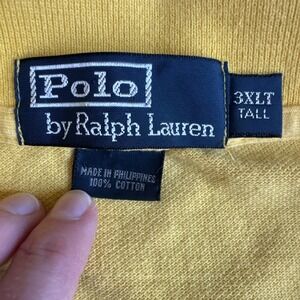 Polo
by Ralph Lauren
3XLT
TALL
MADE IN PHILIPPINES
100% COTTON